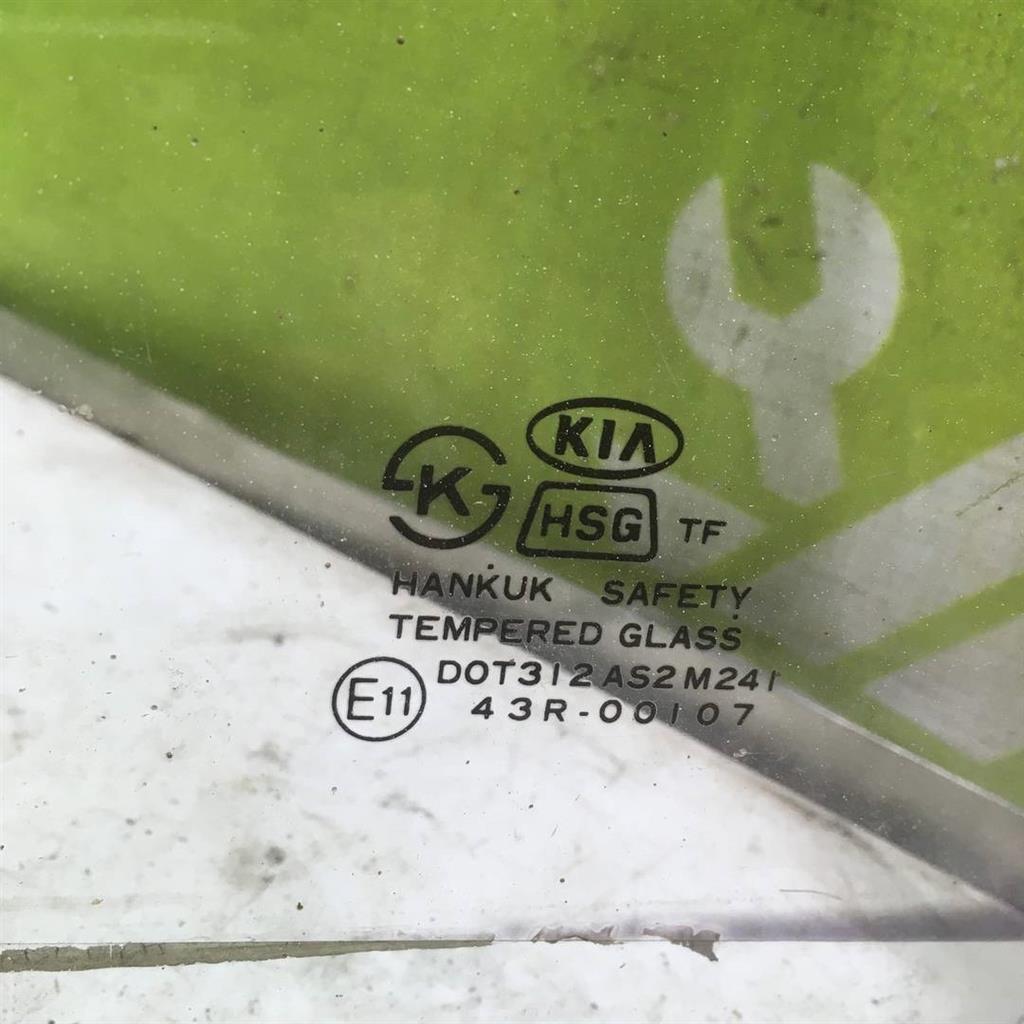 KIA
K
HSG TF
HANKUK SAFETY
TEMPERED GLASS
DOT312 AS2 M241
E11 43R-00107